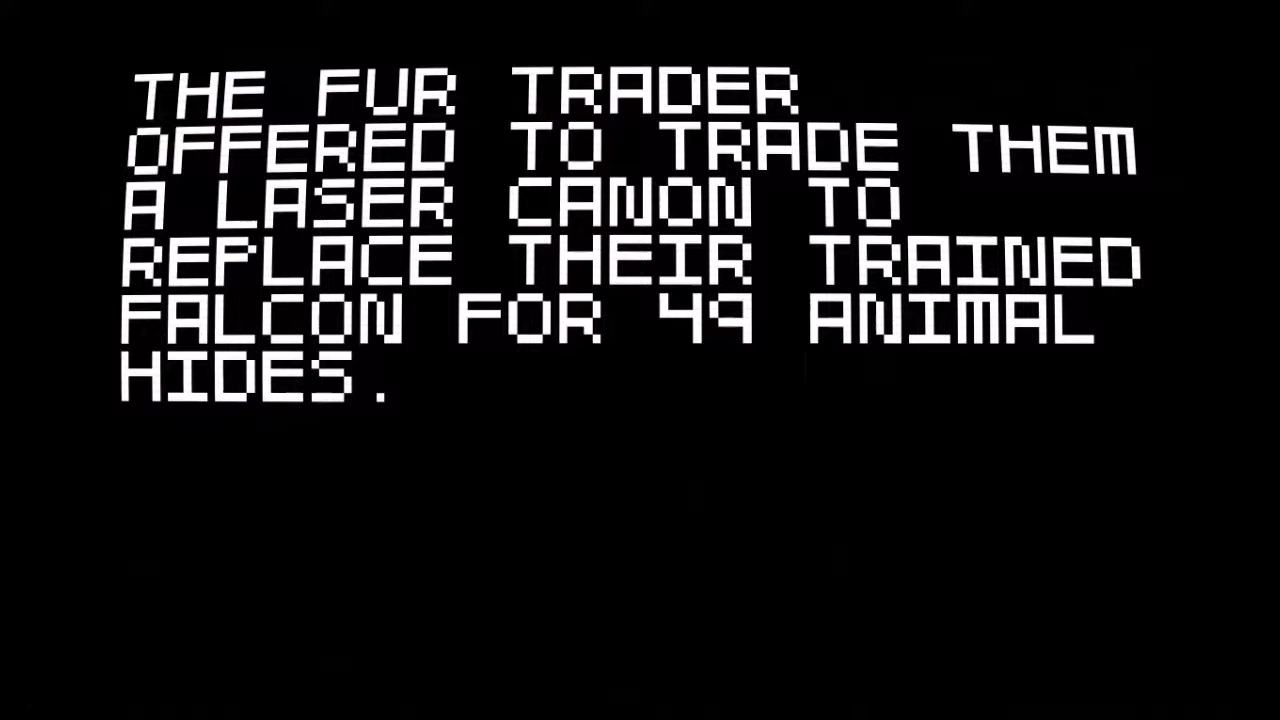 THE FUR TRADER
OFFERED TO TRADE THEM
A LASER CANON TO
REPLACE THEIR TRAINED
FALCON FOR 49 ANIMAL
HIDES.